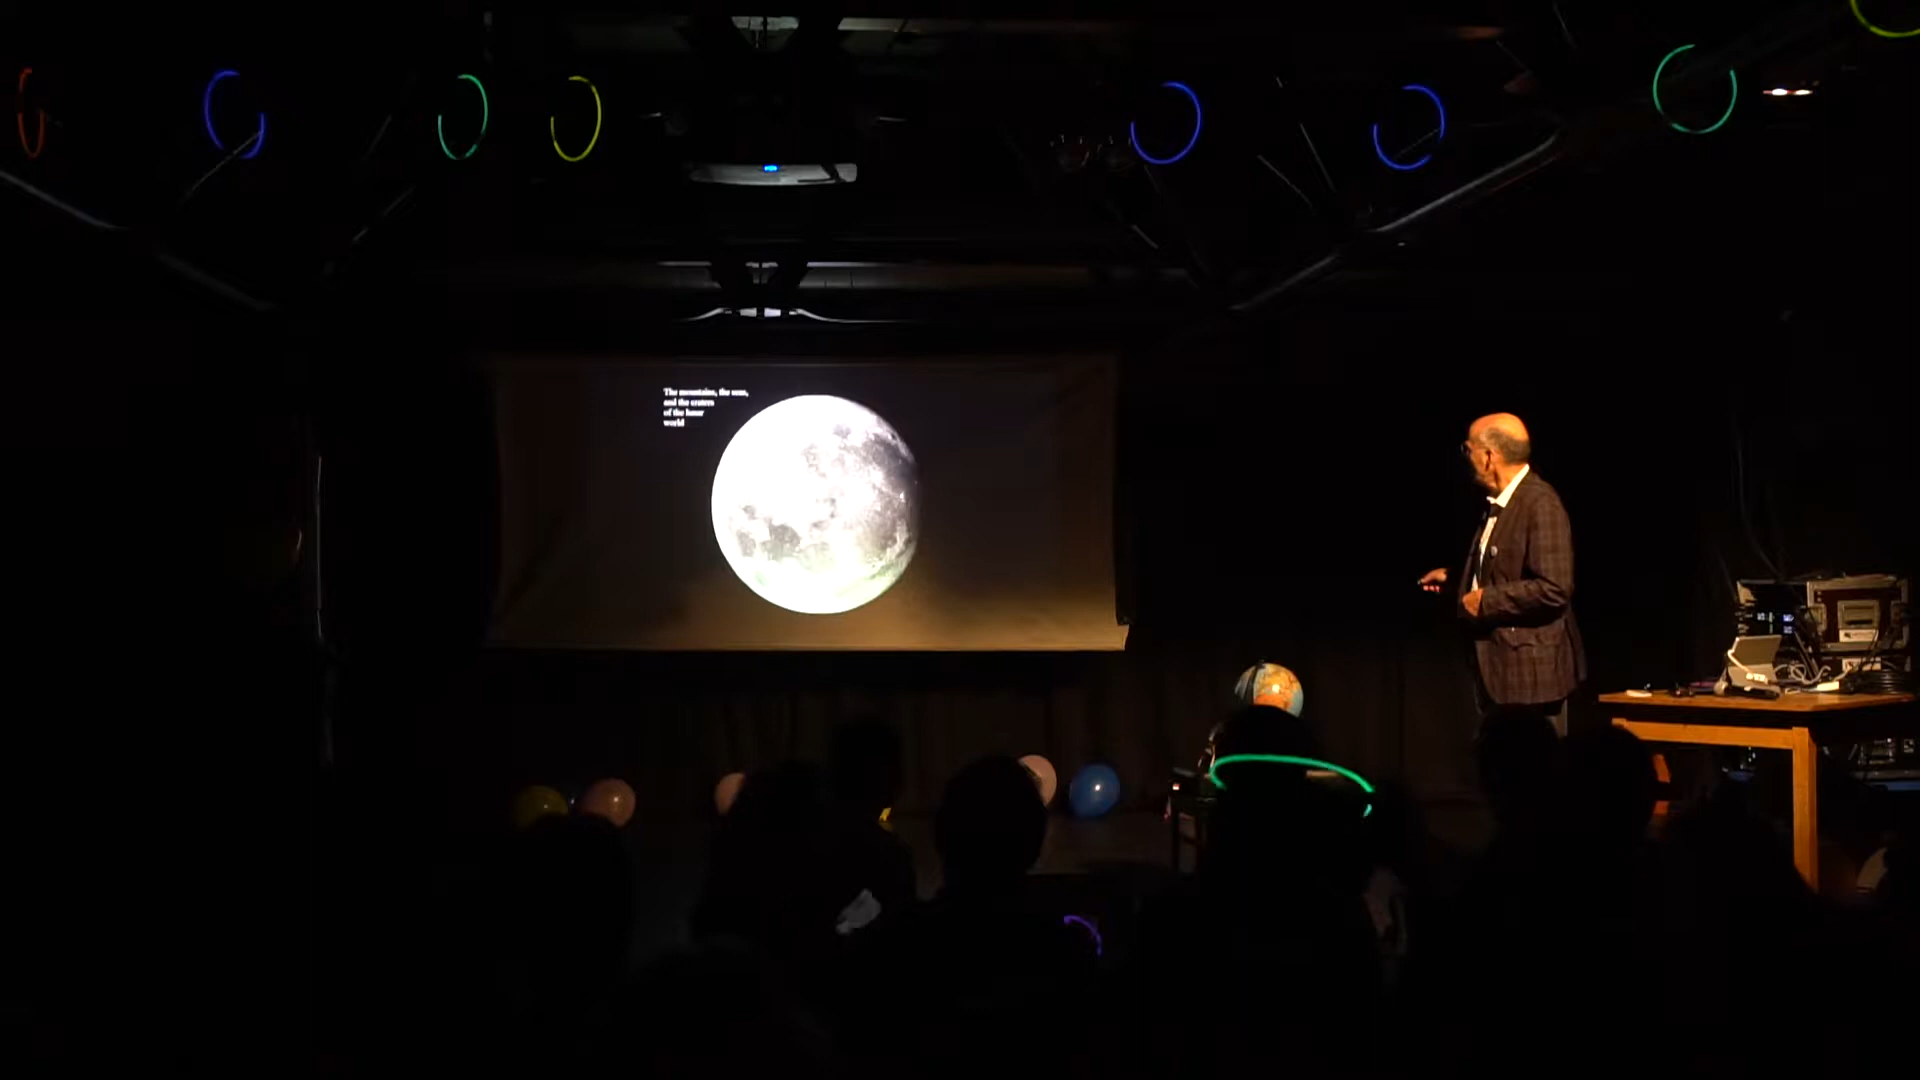 The mountains, the seas,
and the craters
of the lunar
world